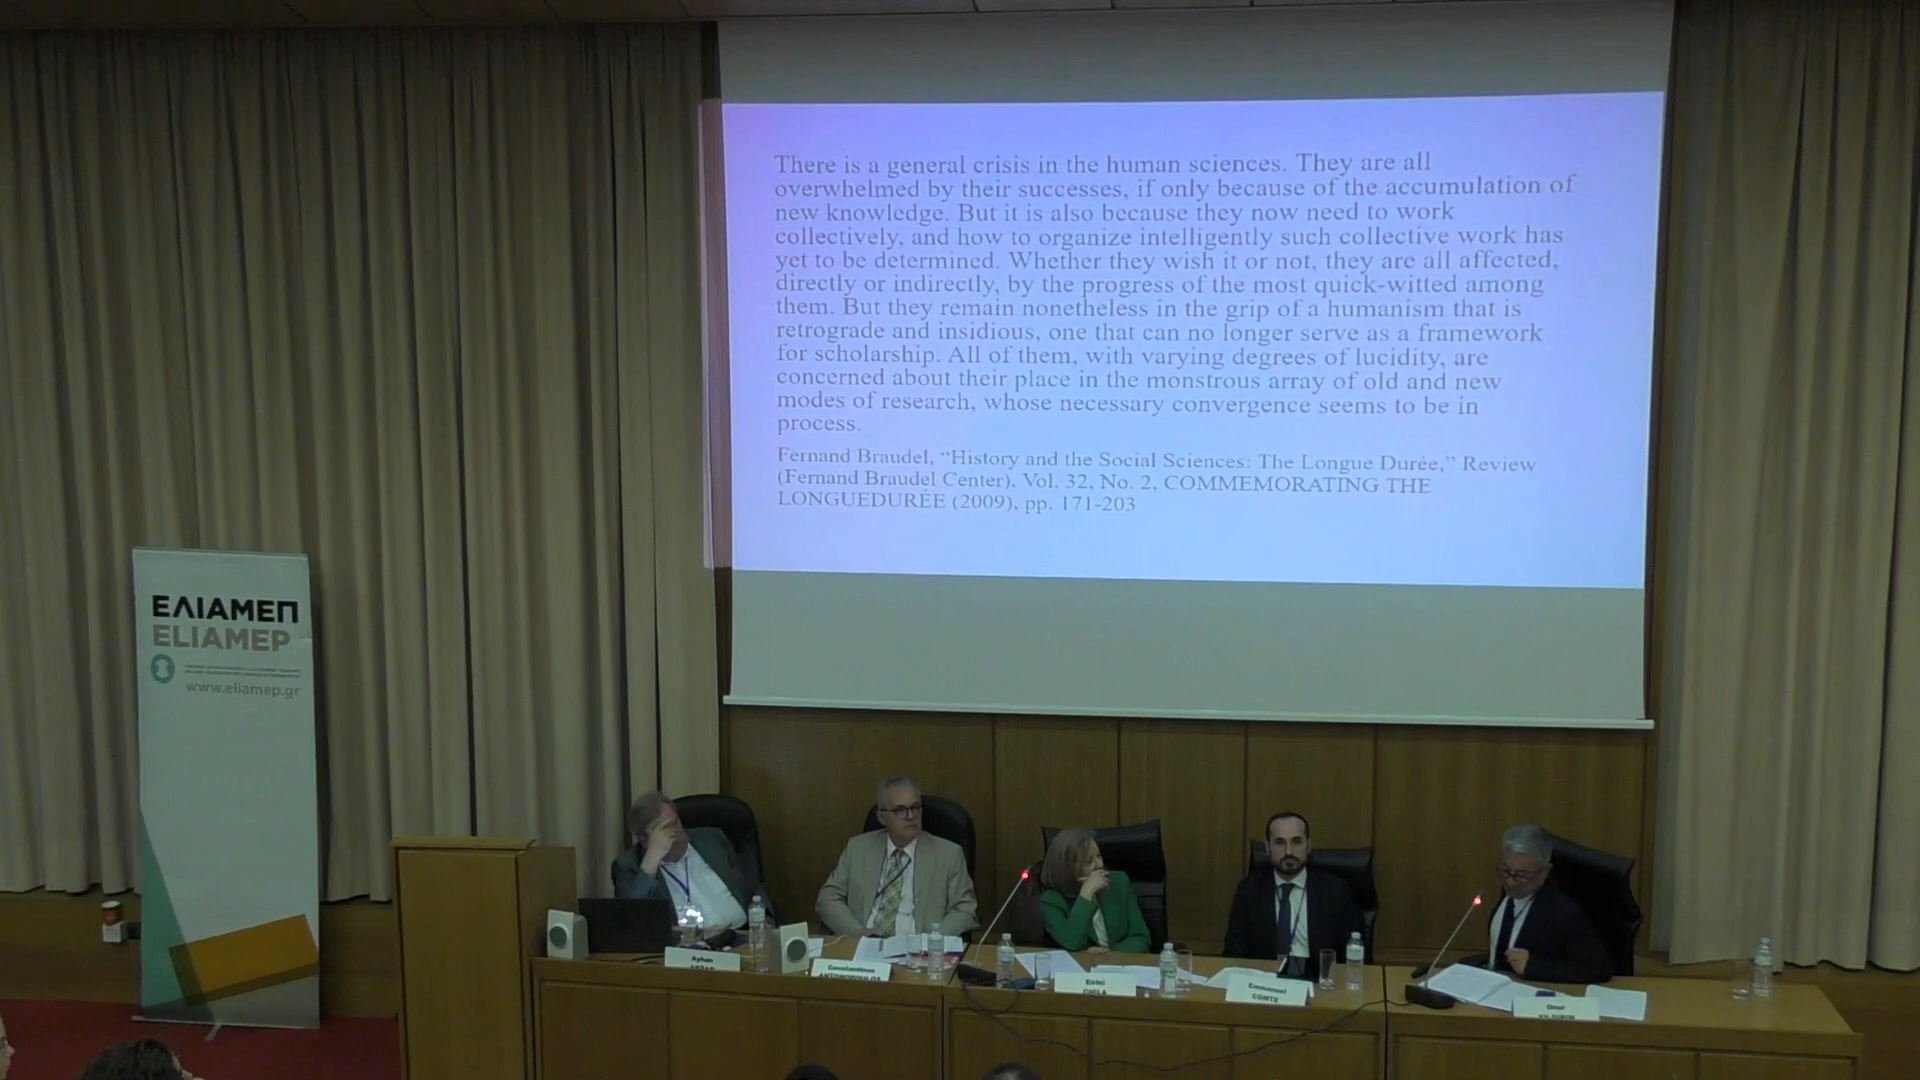 There is a general crisis in the human sciences. They are all
overwhelmed by their successes, if only because of the accumulation of
new knowledge. But it is also because they now need to work
collectively, and how to organize intelligently such collective work has
yet to be determined. Whether they wish it or not, they are all affected,
directly or indirectly, by the progress of the most quick-witted among
them. But they remain nonetheless in the grip of a humanism that is
retrograde and insidious, one that can no longer serve as a framework
for scholarship. All of them, with varying degrees of lucidity, are
concerned about their place in the monstrous array of old and new
modes of research, whose necessary convergence seems to be in
process.
Fernand Braudel, “History and the Social Sciences: The Longue Durée,” Review
(Fernand Braudel Center), Vol. 32, No. 2, COMMEMORATING THE
LONGUEDURÉE (2009), pp. 171-203
ΕΛΙΑΜΕΠ
ELIAMEP
www.eliamep.gr
Ayhan
Constantinos
ANTONOPOULOS
Eirini
CHILA
Emmanuel
COMTE
Onur